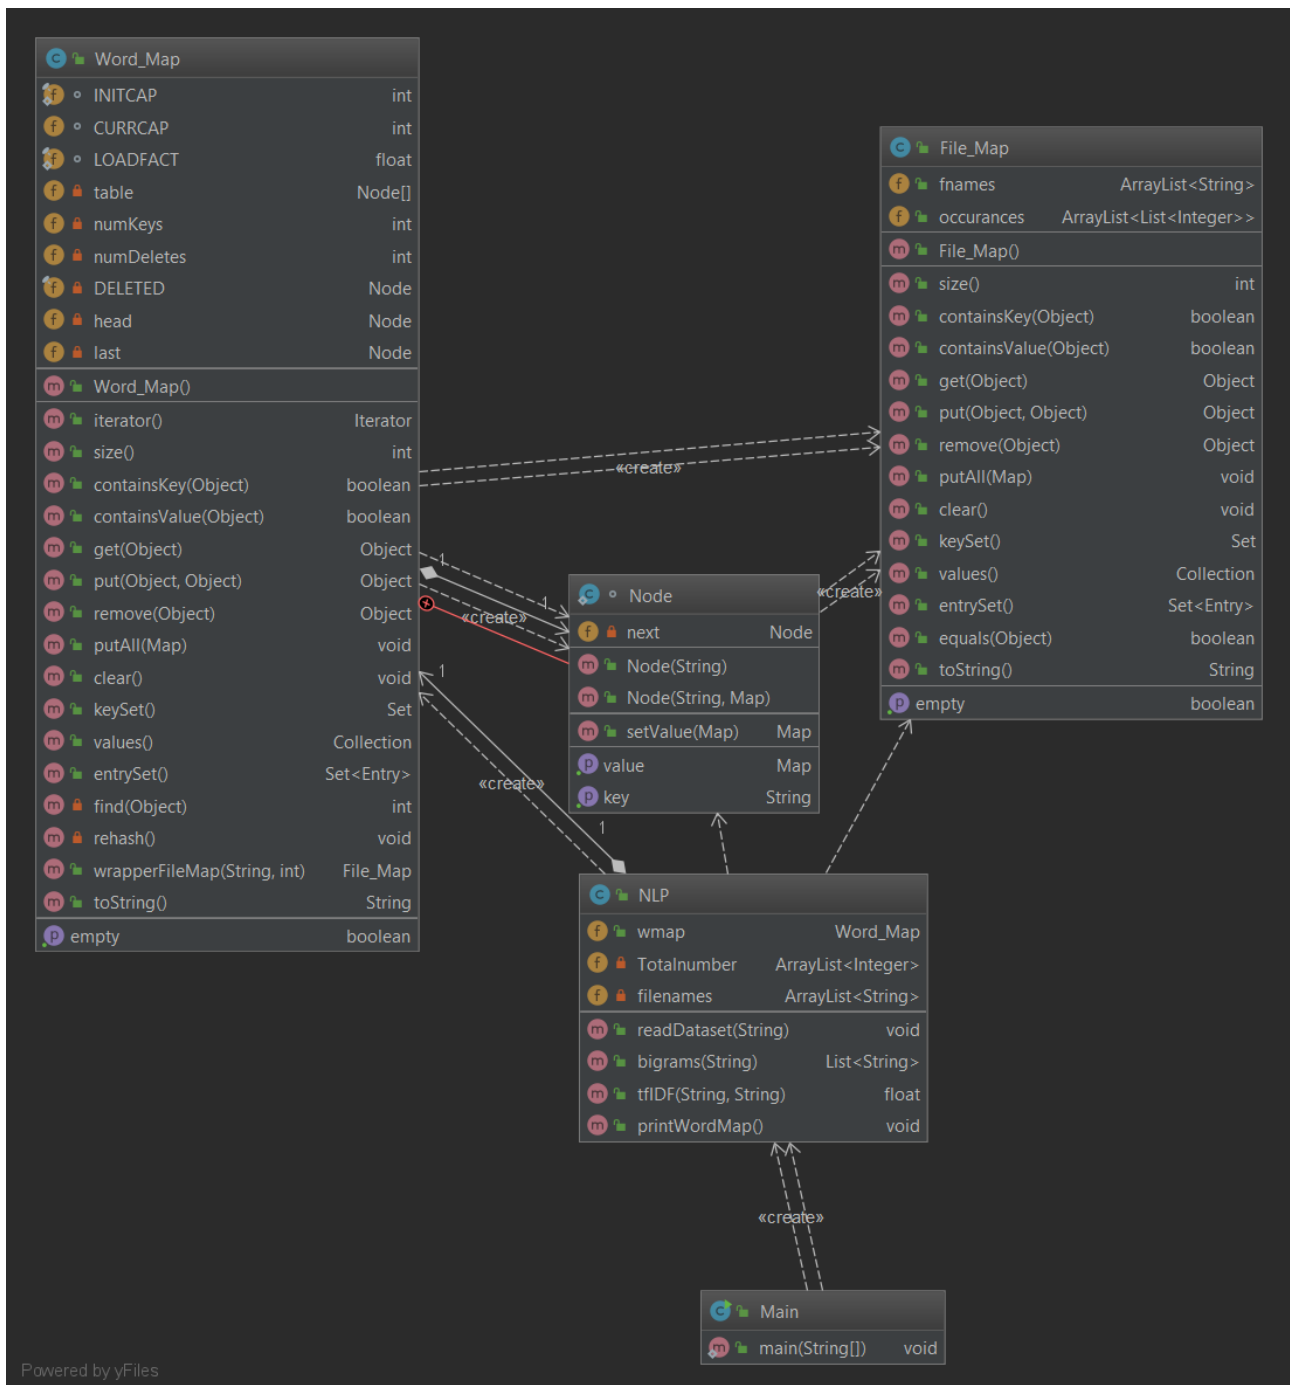 Word_Map
INITCAP int
CURRCAP int
LOADFACT float
table Node[]
numKeys int
numDeletes int
DELETED Node
head Node
last Node
Word_Map()
iterator() Iterator
size() int
containsKey(Object) boolean
containsValue(Object) boolean
get(Object) Object
put(Object, Object) Object
remove(Object) Object
putAll(Map) void
clear() void
keySet() Set
values() Collection
entrySet() Set<Entry>
find(Object) int
rehash() void
wrapperFileMap(String, int) File_Map
toString() String
empty boolean
File_Map
fnames ArrayList<String>
occurances ArrayList<List<Integer>>
File_Map()
size() int
containsKey(Object) boolean
containsValue(Object) boolean
get(Object) Object
put(Object, Object) Object
remove(Object) Object
putAll(Map) void
clear() void
keySet() Set
values() Collection
entrySet() Set<Entry>
equals(Object) boolean
toString() String
empty boolean
«create»
1
1
«create»
«create»
Node
next Node
Node(String)
Node(String, Map)
setValue(Map) Map
value Map
key String
1
«create»
1
NLP
wmap Word_Map
Totalnumber ArrayList<Integer>
filenames ArrayList<String>
readDataset(String) void
bigrams(String) List<String>
tfIDF(String, String) float
printWordMap() void
«create»
Main
main(String[]) void
Powered by yFiles